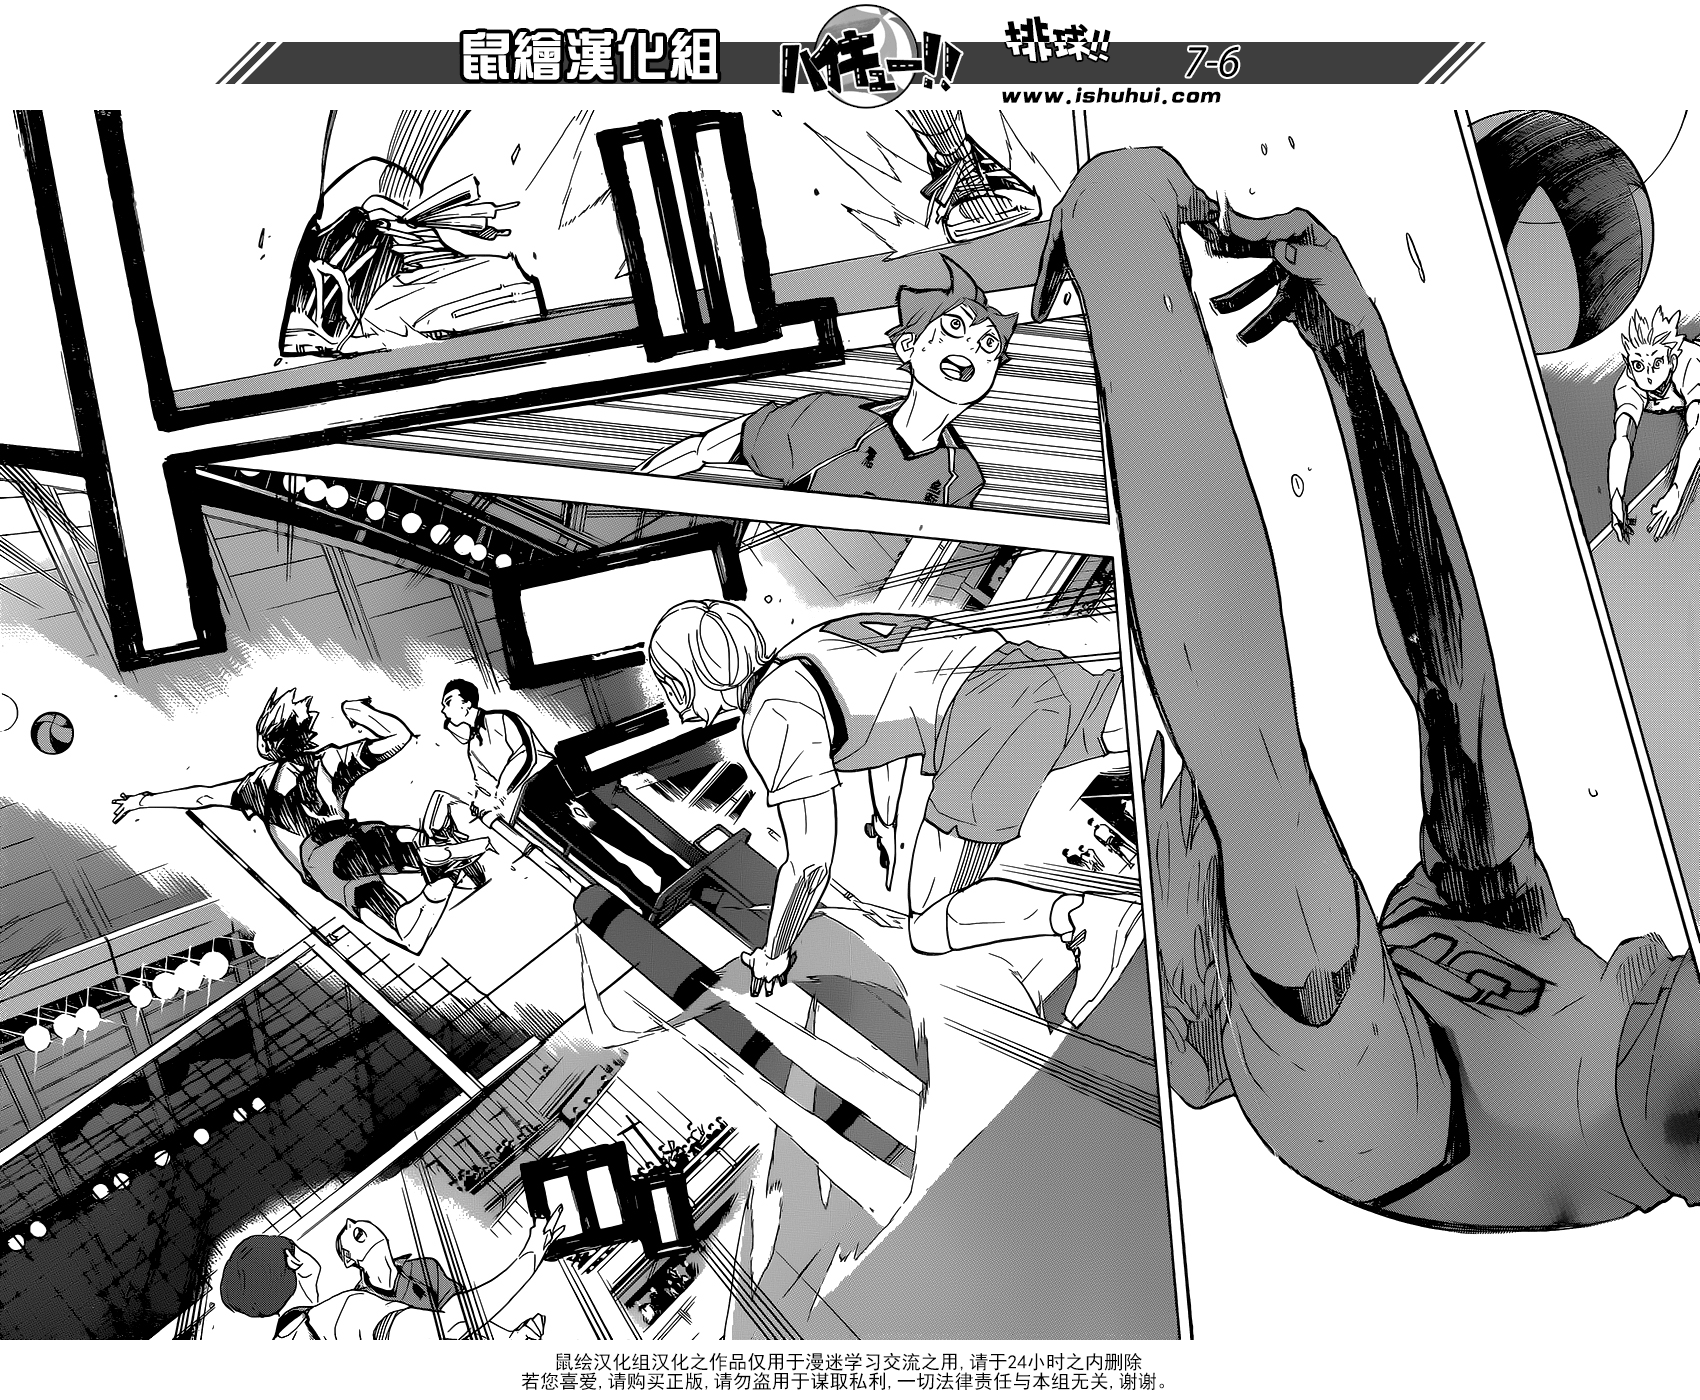 鼠繪漢化組
ハイキュー!!
排球!!
7-6
www.ishuhui.com
15
鼠绘汉化组汉化之作品仅用于漫迷学习交流之用,请于24小时之内删除
若您喜爱,请购买正版,请勿盗用于谋取私利,一切法律责任与本组无关,谢谢。